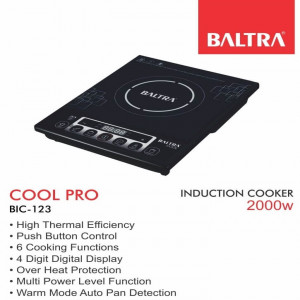 BALTRA
BALTRA
COOL PRO
BIC-123
INDUCTION COOKER
2000w
• High Thermal Efficiency
• Push Button Control
• 6 Cooking Functions
• 4 Digit Digital Display
• Over Heat Protection
• Multi Power Level Function
• Warm Mode Auto Pan Detection